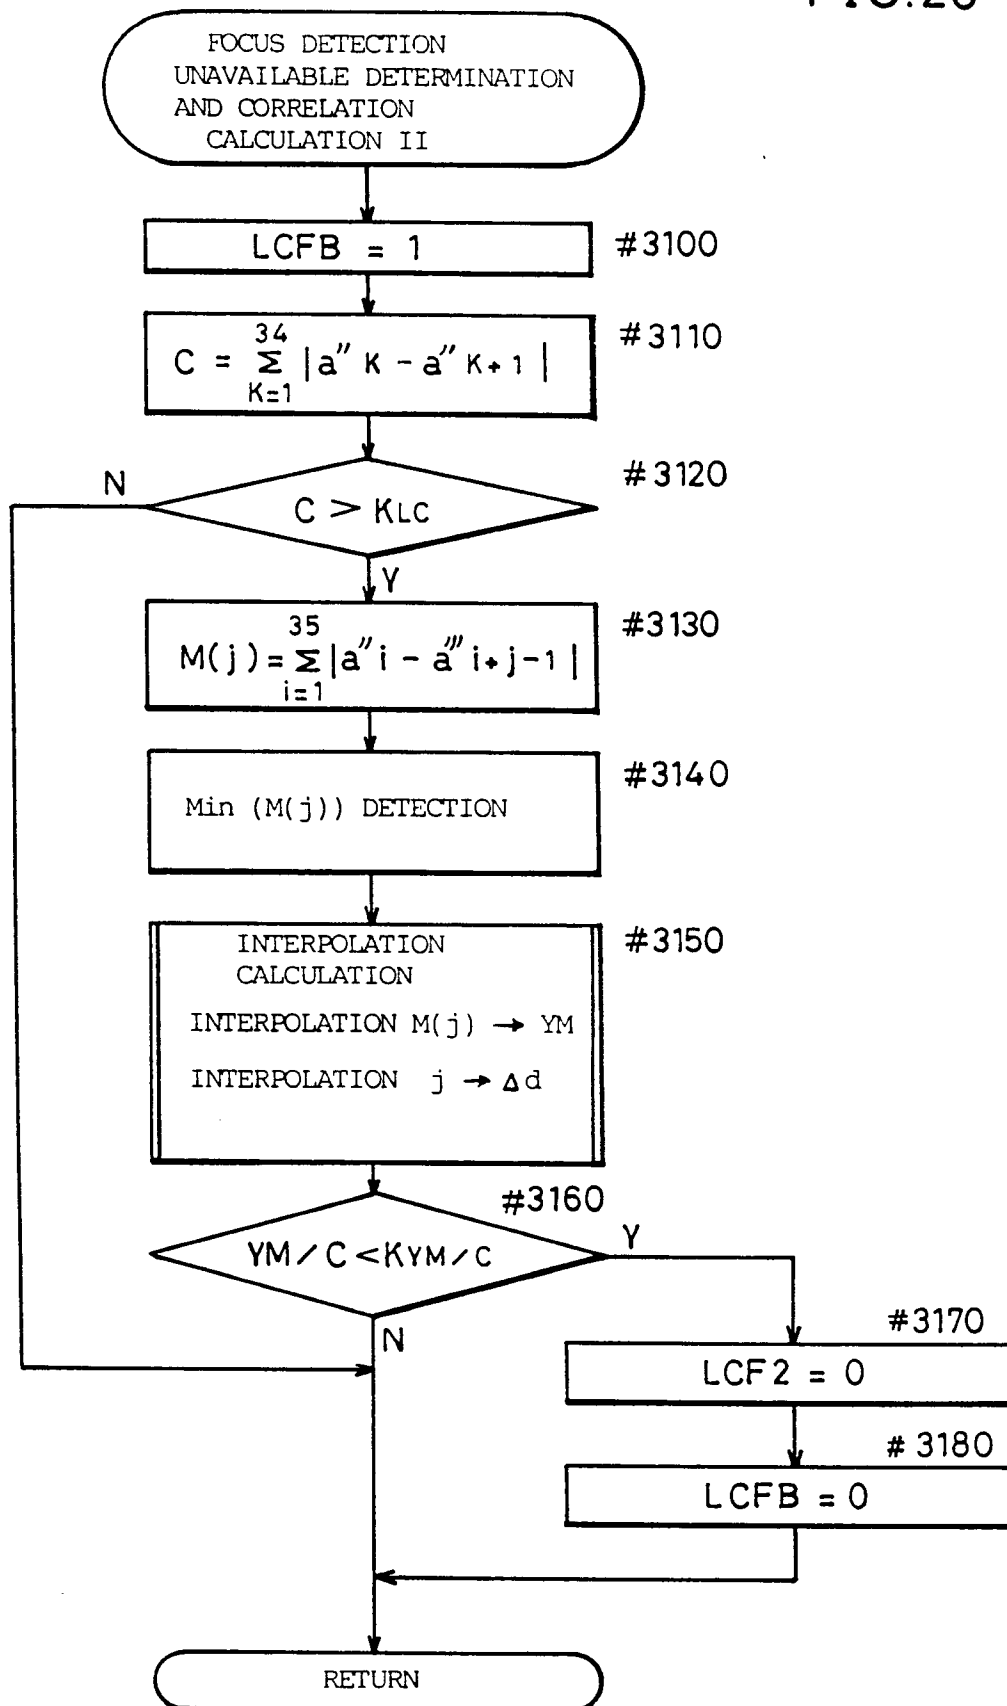 FIG.26
FOCUS DETECTION
UNAVAILABLE DETERMINATION
AND CORRELATION
CALCULATION II
LCFB = 1 #3100
C = 34 Σ K=1 |a″K - a″K+1| #3110
#3120
N
C > KLC
Y
M(j) = 35 Σ i=1 |a″i - a‴i+j-1| #3130
Min (M(j)) DETECTION #3140
INTERPOLATION #3150
CALCULATION
INTERPOLATION M(j) → YM
INTERPOLATION j → Δd
#3160
YM/C < KYM/C
Y
N
#3170
LCF2 = 0
#3180
LCFB = 0
RETURN